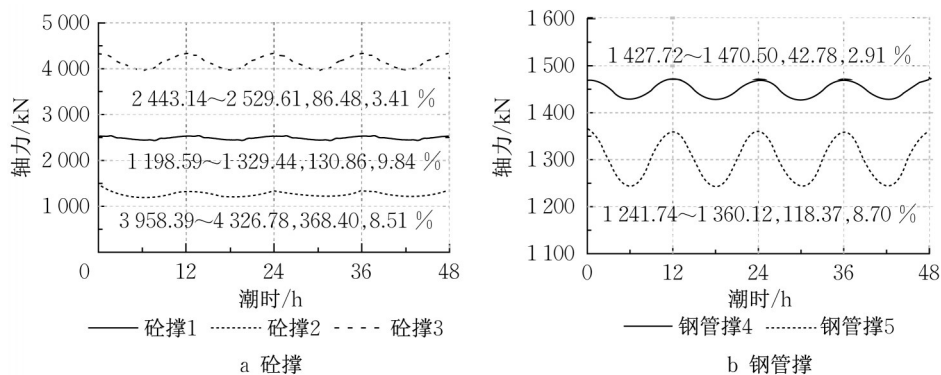 5 000
4 000
3 000
2 000
1 000
轴力/kN
2 443.14～2 529.61,86.48,3.41 %
1 198.59～1 329.44,130.86,9.84 %
3 958.39～4 326.78,368.40,8.51 %
0 12 24 36 48
潮时/h
砼撑1 砼撑2 砼撑3
a 砼撑
1 600
1 500
1 400
1 300
1 200
1 100
轴力/kN
1 427.72～1 470.50,42.78,2.91 %
1 241.74～1 360.12,118.37,8.70 %
0 12 24 36 48
潮时/h
钢管撑4 钢管撑5
b 钢管撑